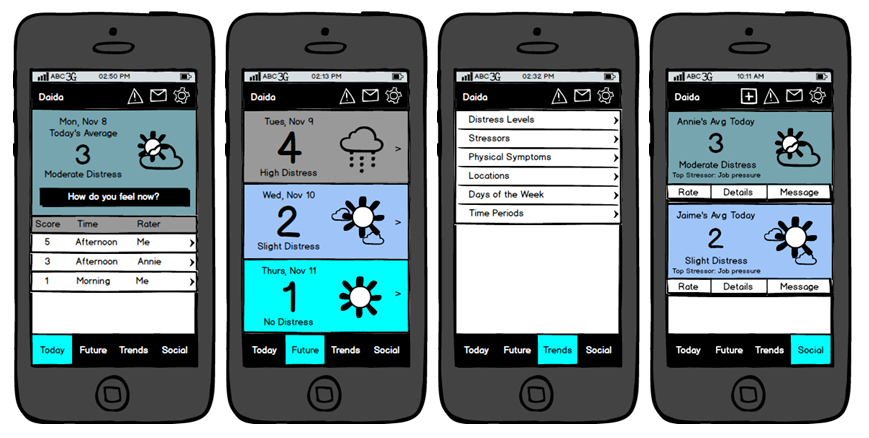 ABC 3G 02:50 PM
Daida
Mon, Nov 8
Today's Average
3
Moderate Distress
How do you feel now?
Score Time Rater
5 Afternoon Me
3 Afternoon Annie
1 Morning Me
Today Future Trends Social
ABC 3G 02:13 PM
Daida
Tues, Nov 9
4
High Distress
Wed, Nov 10
2
Slight Distress
Thurs, Nov 11
1
No Distress
Today Future Trends Social
ABC 3G 02:32 PM
Daida
Distress Levels
Stressors
Physical Symptoms
Locations
Days of the Week
Time Periods
Today Future Trends Social
ABC 3G 10:11 AM
Daida
Annie's Avg Today
3
Moderate Distress
Top Stressor: Job pressure
Rate Details Message
Jaime's Avg Today
2
Slight Distress
Top Stressor: Job pressure
Rate Details Message
Today Future Trends Social